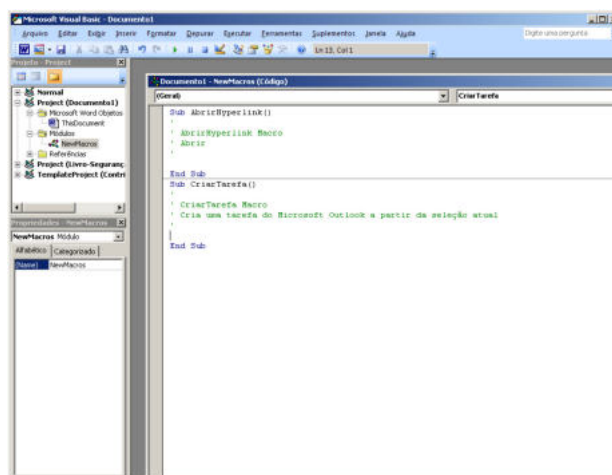 Microsoft Visual Basic - Documento1
Arquivo Editar Exibir Inserir Formatar Depurar Executar Ferramentas Suplementos Janela Ajuda
Digite uma pergunta
Ln 13, Col 1
Projeto - Project
Normal
Project (Documento1)
Microsoft Word Objetos
ThisDocument
Módulos
NewMacros
Referências
Project (Livro-Seguranç
TemplateProject (Contri
Propriedades - NewMacros
NewMacros Módulo
Alfabético Categorizado
(Name) NewMacros
Documento1 - NewMacros (Código)
(Geral) CriarTarefa
Sub AbrirHyperlink()
'
' AbrirHyperlink Macro
' Abrir
'
End Sub
Sub CriarTarefa()
'
' CriarTarefa Macro
' Cria uma tarefa do Microsoft Outlook a partir da seleção atual
'
End Sub